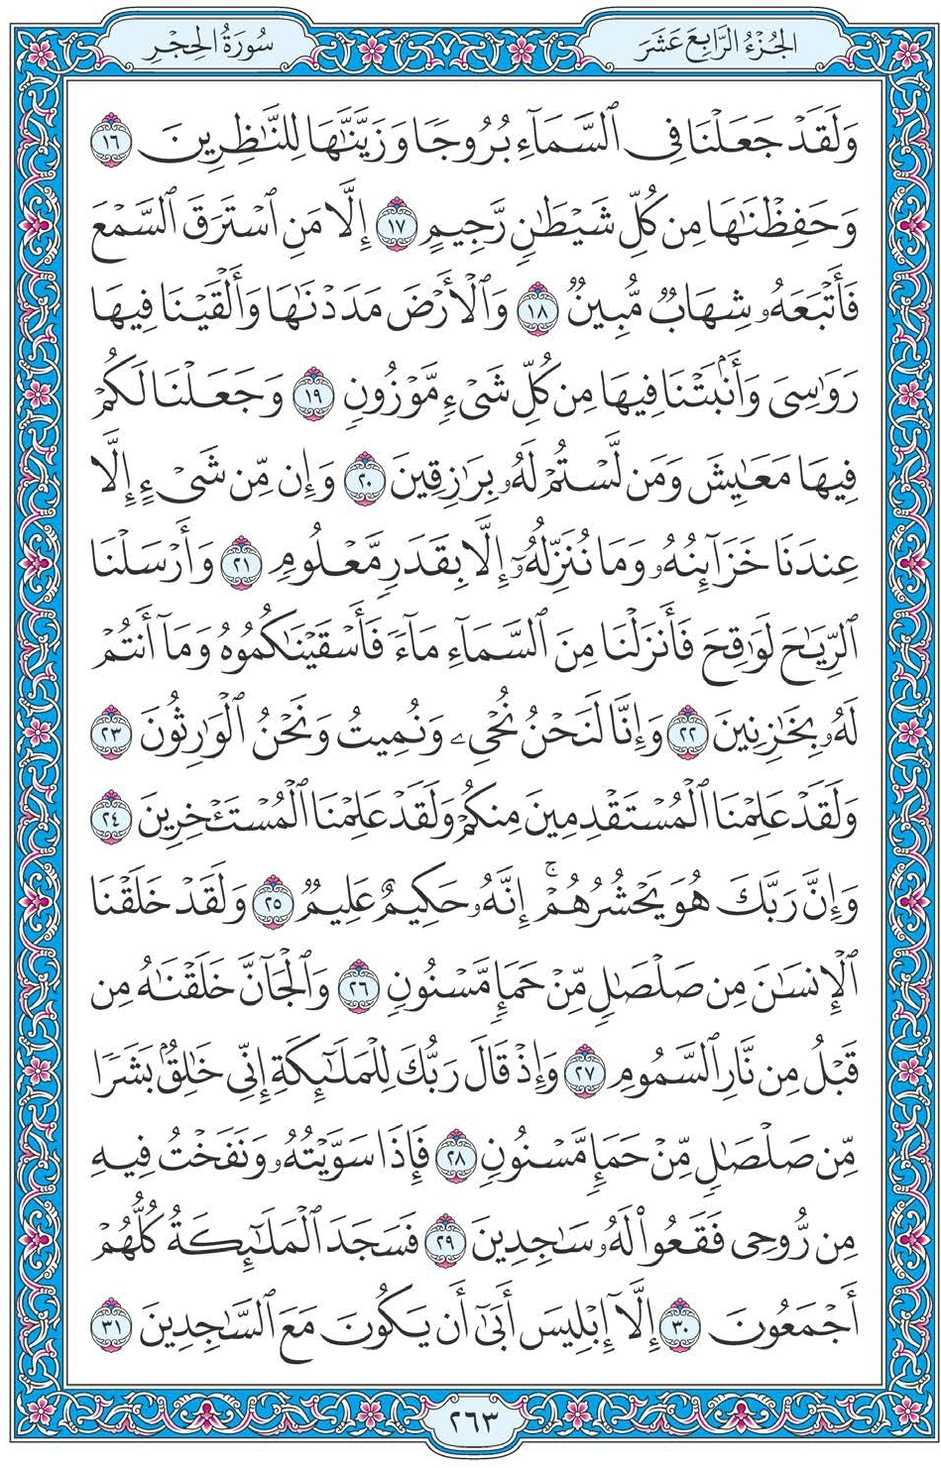 الجُزْءُ الرَّابِعَ عَشَرَ
سُورَةُ الحِجْرِ
وَلَقَدْ جَعَلْنَا فِي ٱلسَّمَآءِ بُرُوجًا وَزَيَّنَّٰهَا لِلنَّٰظِرِينَ ١٦
وَحَفِظْنَٰهَا مِن كُلِّ شَيْطَٰنٍ رَّجِيمٍ ١٧ إِلَّا مَنِ ٱسْتَرَقَ ٱلسَّمْعَ
فَأَتْبَعَهُۥ شِهَابٌ مُّبِينٌ ١٨ وَٱلْأَرْضَ مَدَدْنَٰهَا وَأَلْقَيْنَا فِيهَا
رَوَٰسِىَ وَأَنۢبَتْنَا فِيهَا مِن كُلِّ شَىْءٍ مَّوْزُونٍ ١٩ وَجَعَلْنَا لَكُمْ
فِيهَا مَعَٰيِشَ وَمَن لَّسْتُمْ لَهُۥ بِرَٰزِقِينَ ٢٠ وَإِن مِّن شَىْءٍ إِلَّا
عِندَنَا خَزَآئِنُهُۥ وَمَا نُنَزِّلُهُۥٓ إِلَّا بِقَدَرٍ مَّعْلُومٍ ٢١ وَأَرْسَلْنَا
ٱلرِّيَٰحَ لَوَٰقِحَ فَأَنزَلْنَا مِنَ ٱلسَّمَآءِ مَآءً فَأَسْقَيْنَٰكُمُوهُ وَمَآ أَنتُمْ
لَهُۥ بِخَٰزِنِينَ ٢٢ وَإِنَّا لَنَحْنُ نُحْىِۦ وَنُمِيتُ وَنَحْنُ ٱلْوَٰرِثُونَ ٢٣
وَلَقَدْ عَلِمْنَا ٱلْمُسْتَقْدِمِينَ مِنكُمْ وَلَقَدْ عَلِمْنَا ٱلْمُسْتَـْٔخِرِينَ ٢٤
وَإِنَّ رَبَّكَ هُوَ يَحْشُرُهُمْ ۚ إِنَّهُۥ حَكِيمٌ عَلِيمٌ ٢٥ وَلَقَدْ خَلَقْنَا
ٱلْإِنسَٰنَ مِن صَلْصَٰلٍ مِّنْ حَمَإٍ مَّسْنُونٍ ٢٦ وَٱلْجَآنَّ خَلَقْنَٰهُ مِن
قَبْلُ مِن نَّارِ ٱلسَّمُومِ ٢٧ وَإِذْ قَالَ رَبُّكَ لِلْمَلَٰٓئِكَةِ إِنِّى خَٰلِقٌۢ بَشَرًا
مِّن صَلْصَٰلٍ مِّنْ حَمَإٍ مَّسْنُونٍ ٢٨ فَإِذَا سَوَّيْتُهُۥ وَنَفَخْتُ فِيهِ
مِن رُّوحِى فَقَعُوا۟ لَهُۥ سَٰجِدِينَ ٢٩ فَسَجَدَ ٱلْمَلَٰٓئِكَةُ كُلُّهُمْ
أَجْمَعُونَ ٣٠ إِلَّآ إِبْلِيسَ أَبَىٰٓ أَن يَكُونَ مَعَ ٱلسَّٰجِدِينَ ٣١
٢٦٣